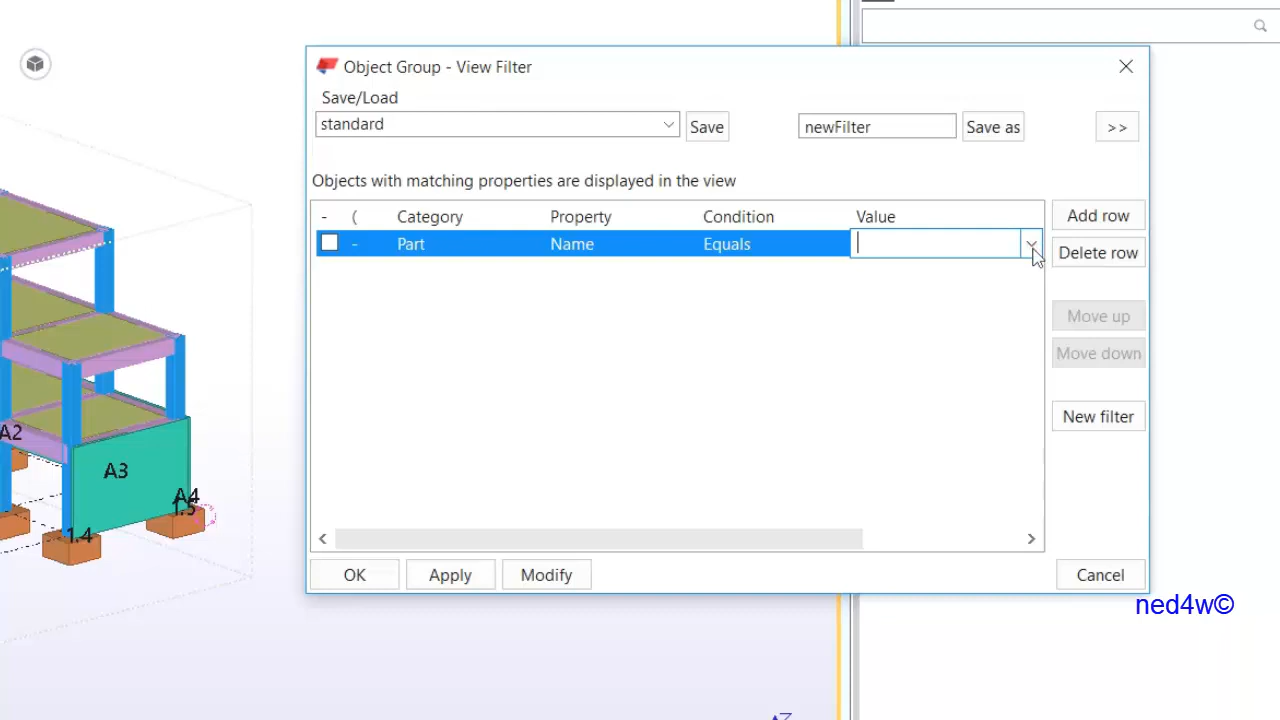 Object Group - View Filter
Save/Load
standard
Save
newFilter
Save as
>>
Objects with matching properties are displayed in the view
- ( Category Property Condition Value
- Part Name Equals
Add row
Delete row
Move up
Move down
New filter
OK
Apply
Modify
Cancel
A2
A3
A4
1.5
1.4
ned4w©